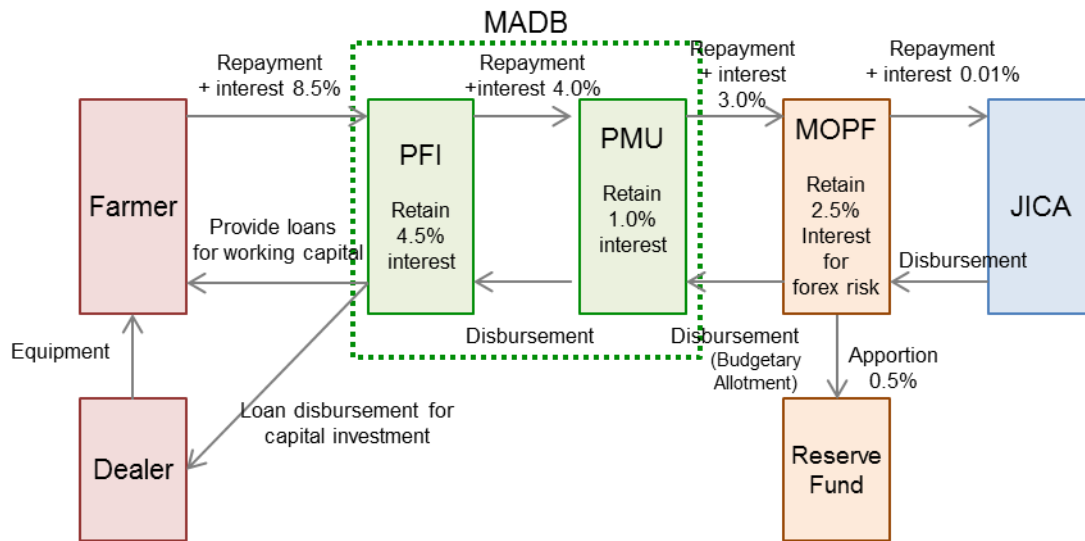 MADB
Repayment
+ interest 8.5%
Repayment
+interest 4.0%
Repayment
+ interest
3.0%
Repayment
+ interest 0.01%
Farmer
PFI
Retain
4.5%
interest
PMU
Retain
1.0%
interest
MOPF
Retain
2.5%
Interest
for
forex risk
JICA
Provide loans
for working capital
Disbursement
Disbursement
Disbursement
(Budgetary
Allotment)
Equipment
Apportion
0.5%
Loan disbursement for
capital investment
Dealer
Reserve
Fund